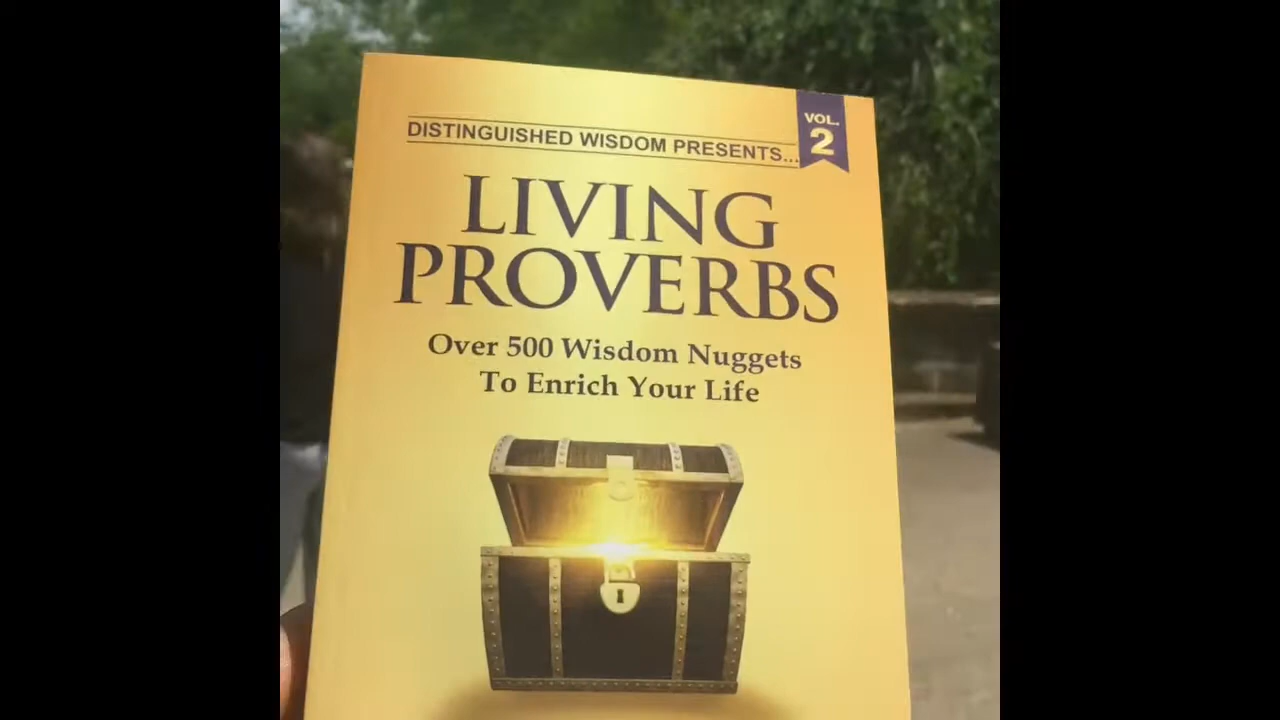 DISTINGUISHED WISDOM PRESENTS...
VOL.
2
LIVING
PROVERBS
Over 500 Wisdom Nuggets
To Enrich Your Life